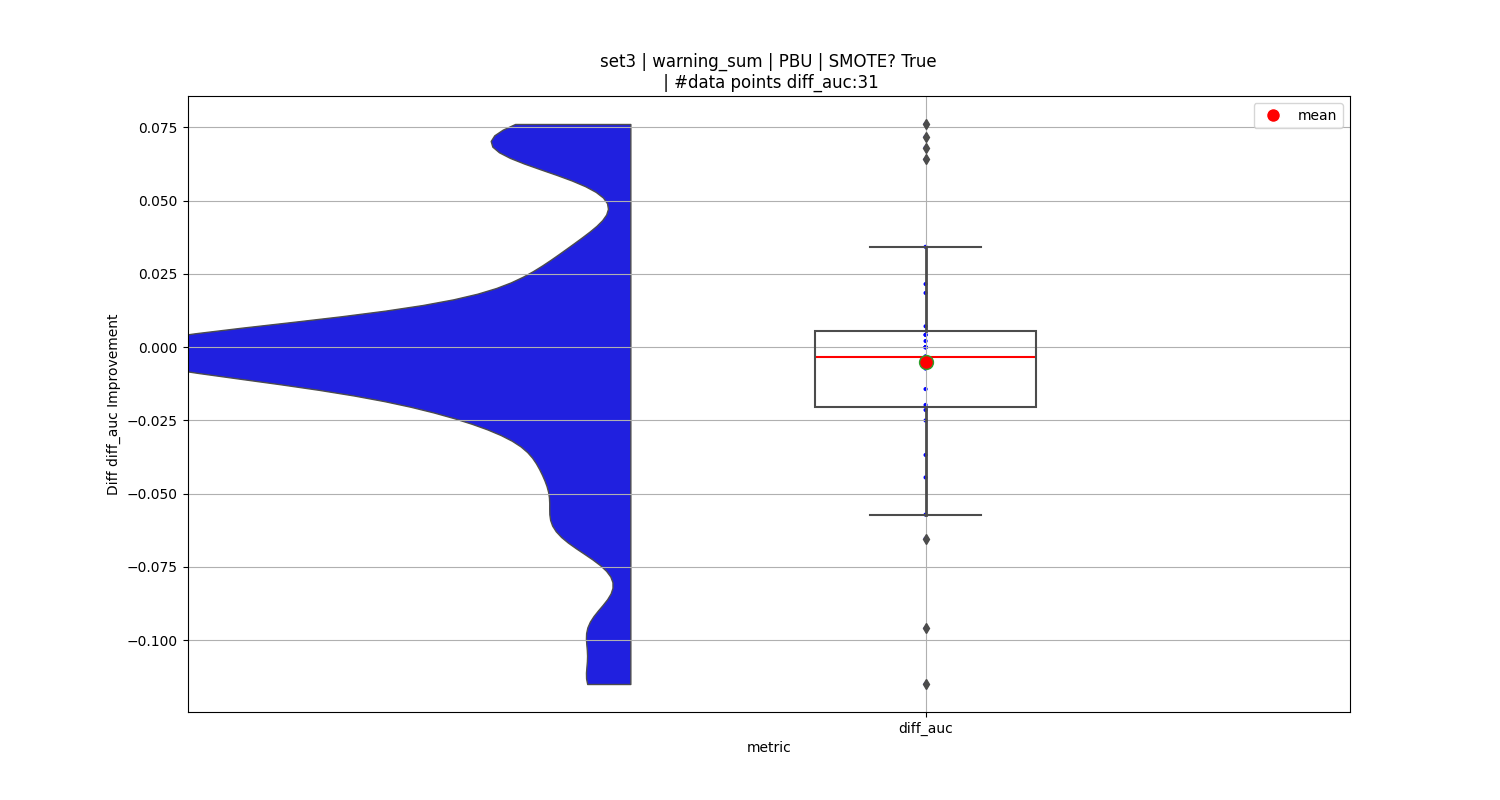 set3 | warning_sum | PBU | SMOTE? True
| #data points diff_auc:31
mean
0.075
0.050
0.025
0.000
−0.025
−0.050
−0.075
−0.100
Diff diff_auc Improvement
diff_auc
metric